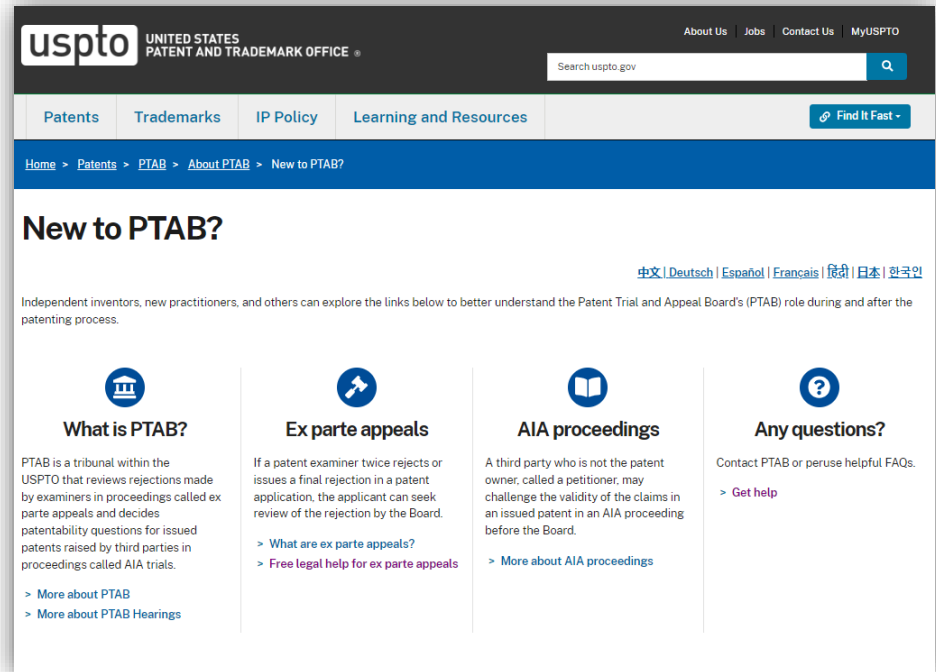 uspto UNITED STATES
PATENT AND TRADEMARK OFFICE ®
About Us | Jobs | Contact Us | MyUSPTO
Search uspto.gov
Patents Trademarks IP Policy Learning and Resources Find It Fast
Home > Patents > PTAB > About PTAB > New to PTAB?
New to PTAB?
中文 | Deutsch | Español | Français | हिंदी | 日本 | 한국인
Independent inventors, new practitioners, and others can explore the links below to better understand the Patent Trial and Appeal Board's (PTAB) role during and after the
patenting process.
What is PTAB?
PTAB is a tribunal within the
USPTO that reviews rejections made
by examiners in proceedings called ex
parte appeals and decides
patentability questions for issued
patents raised by third parties in
proceedings called AIA trials.
> More about PTAB
> More about PTAB Hearings
Ex parte appeals
If a patent examiner twice rejects or
issues a final rejection in a patent
application, the applicant can seek
review of the rejection by the Board.
> What are ex parte appeals?
> Free legal help for ex parte appeals
AIA proceedings
A third party who is not the patent
owner, called a petitioner, may
challenge the validity of the claims in
an issued patent in an AIA proceeding
before the Board.
> More about AIA proceedings
Any questions?
Contact PTAB or peruse helpful FAQs.
> Get help